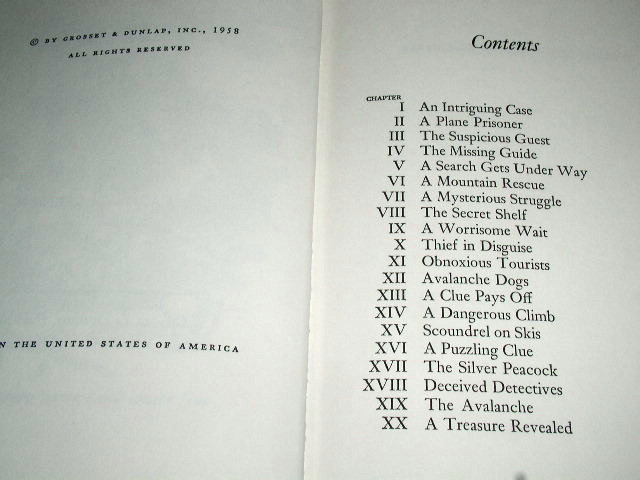 © BY GROSSET & DUNLAP, INC., 1958
ALL RIGHTS RESERVED
N THE UNITED STATES OF AMERICA
Contents
CHAPTER
I An Intriguing Case
II A Plane Prisoner
III The Suspicious Guest
IV The Missing Guide
V A Search Gets Under Way
VI A Mountain Rescue
VII A Mysterious Struggle
VIII The Secret Shelf
IX A Worrisome Wait
X Thief in Disguise
XI Obnoxious Tourists
XII Avalanche Dogs
XIII A Clue Pays Off
XIV A Dangerous Climb
XV Scoundrel on Skis
XVI A Puzzling Clue
XVII The Silver Peacock
XVIII Deceived Detectives
XIX The Avalanche
XX A Treasure Revealed